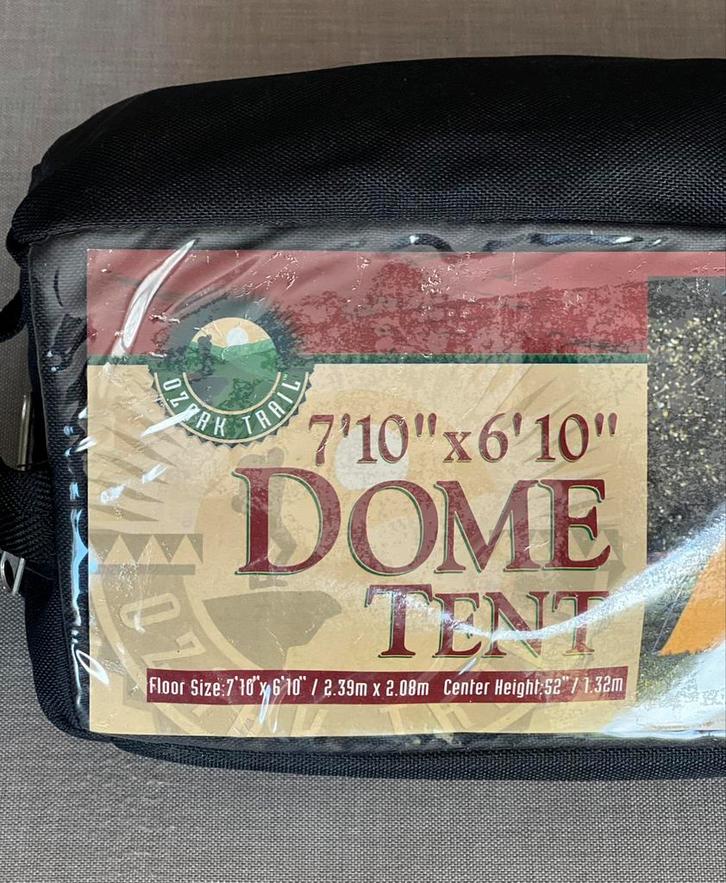 OZARK TRAIL
7'10"x6'10"
DOME
TENT
Floor Size:7'10"x 6'10" / 2.39m x 2.08m Center Height:52"/ 1.32m